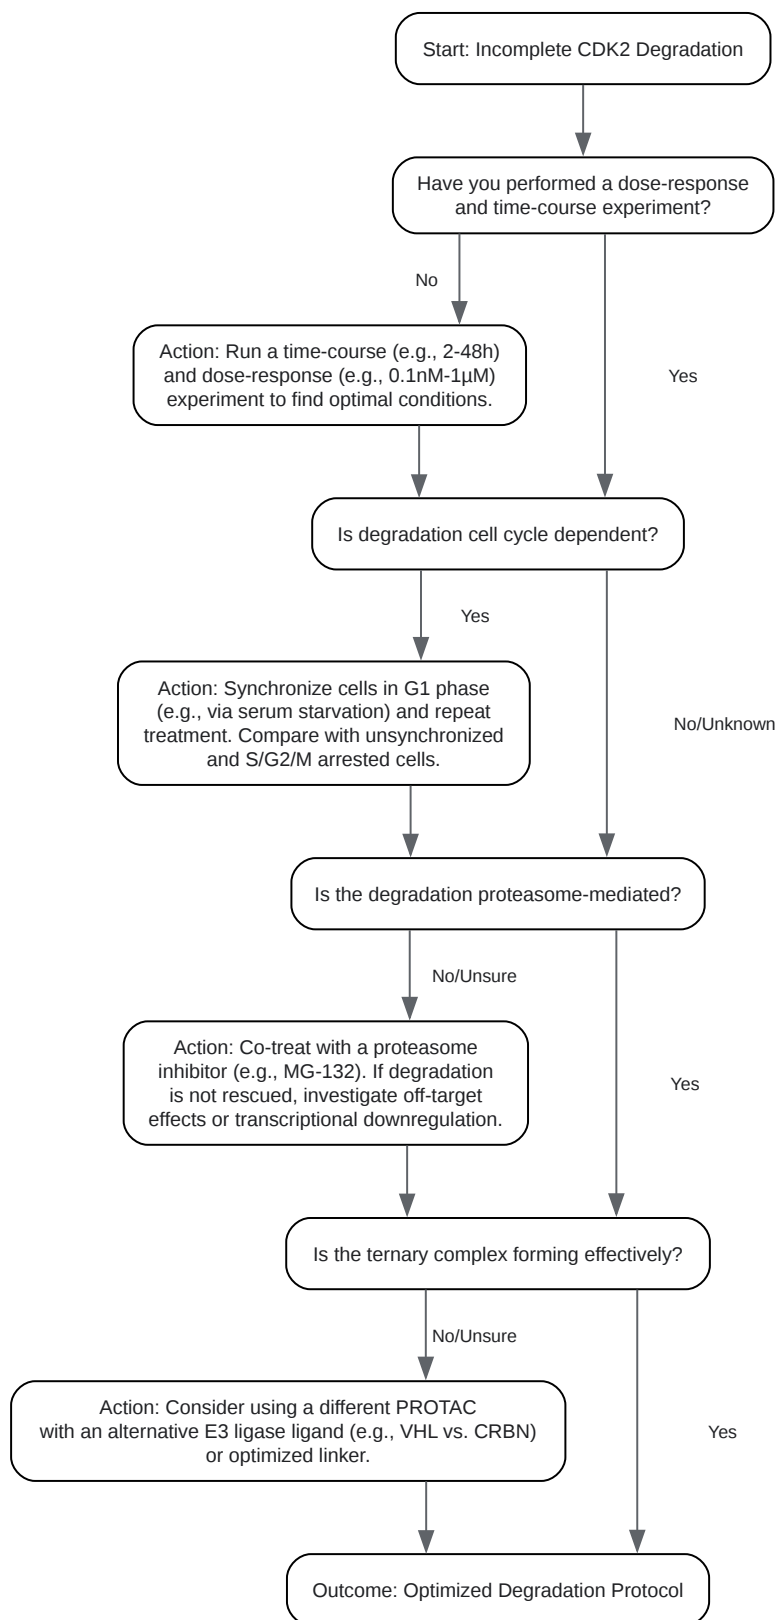 Start: Incomplete CDK2 Degradation
Have you performed a dose-response
and time-course experiment?
No
Yes
Action: Run a time-course (e.g., 2-48h)
and dose-response (e.g., 0.1nM-1µM)
experiment to find optimal conditions.
Is degradation cell cycle dependent?
Yes
No/Unknown
Action: Synchronize cells in G1 phase
(e.g., via serum starvation) and repeat
treatment. Compare with unsynchronized
and S/G2/M arrested cells.
Is the degradation proteasome-mediated?
No/Unsure
Yes
Action: Co-treat with a proteasome
inhibitor (e.g., MG-132). If degradation
is not rescued, investigate off-target
effects or transcriptional downregulation.
Is the ternary complex forming effectively?
No/Unsure
Yes
Action: Consider using a different PROTAC
with an alternative E3 ligase ligand (e.g., VHL vs. CRBN)
or optimized linker.
Outcome: Optimized Degradation Protocol